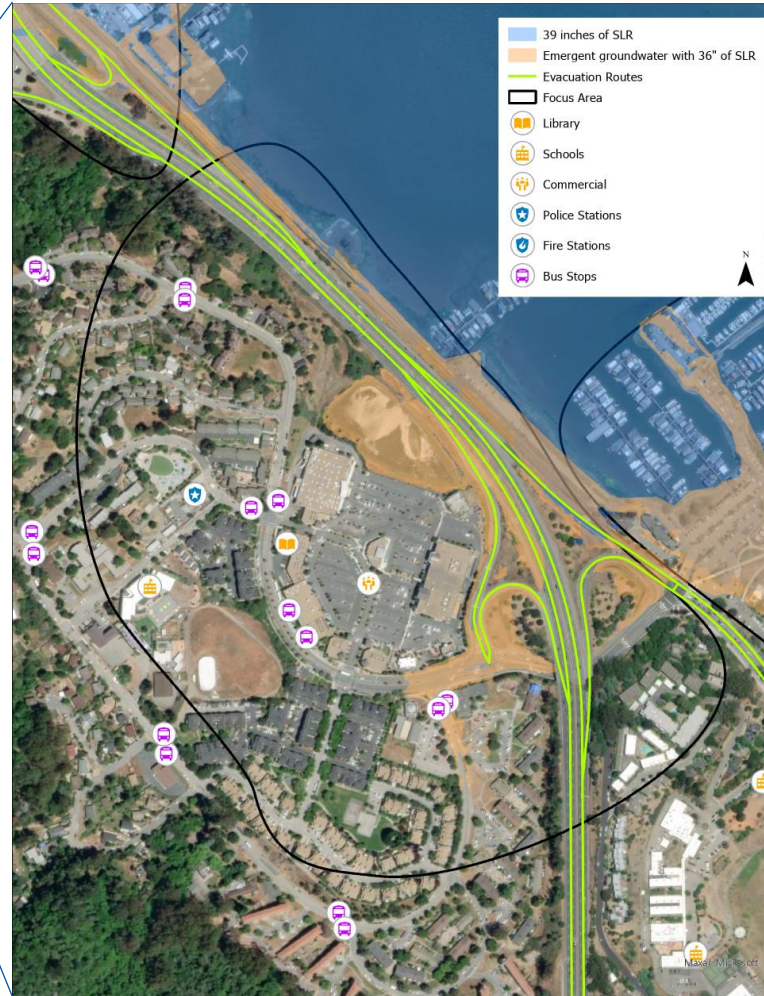 39 inches of SLR
Emergent groundwater with 36" of SLR
Evacuation Routes
Focus Area
Library
Schools
Commercial
Police Stations
Fire Stations
Bus Stops
N
Maxar, Microsoft